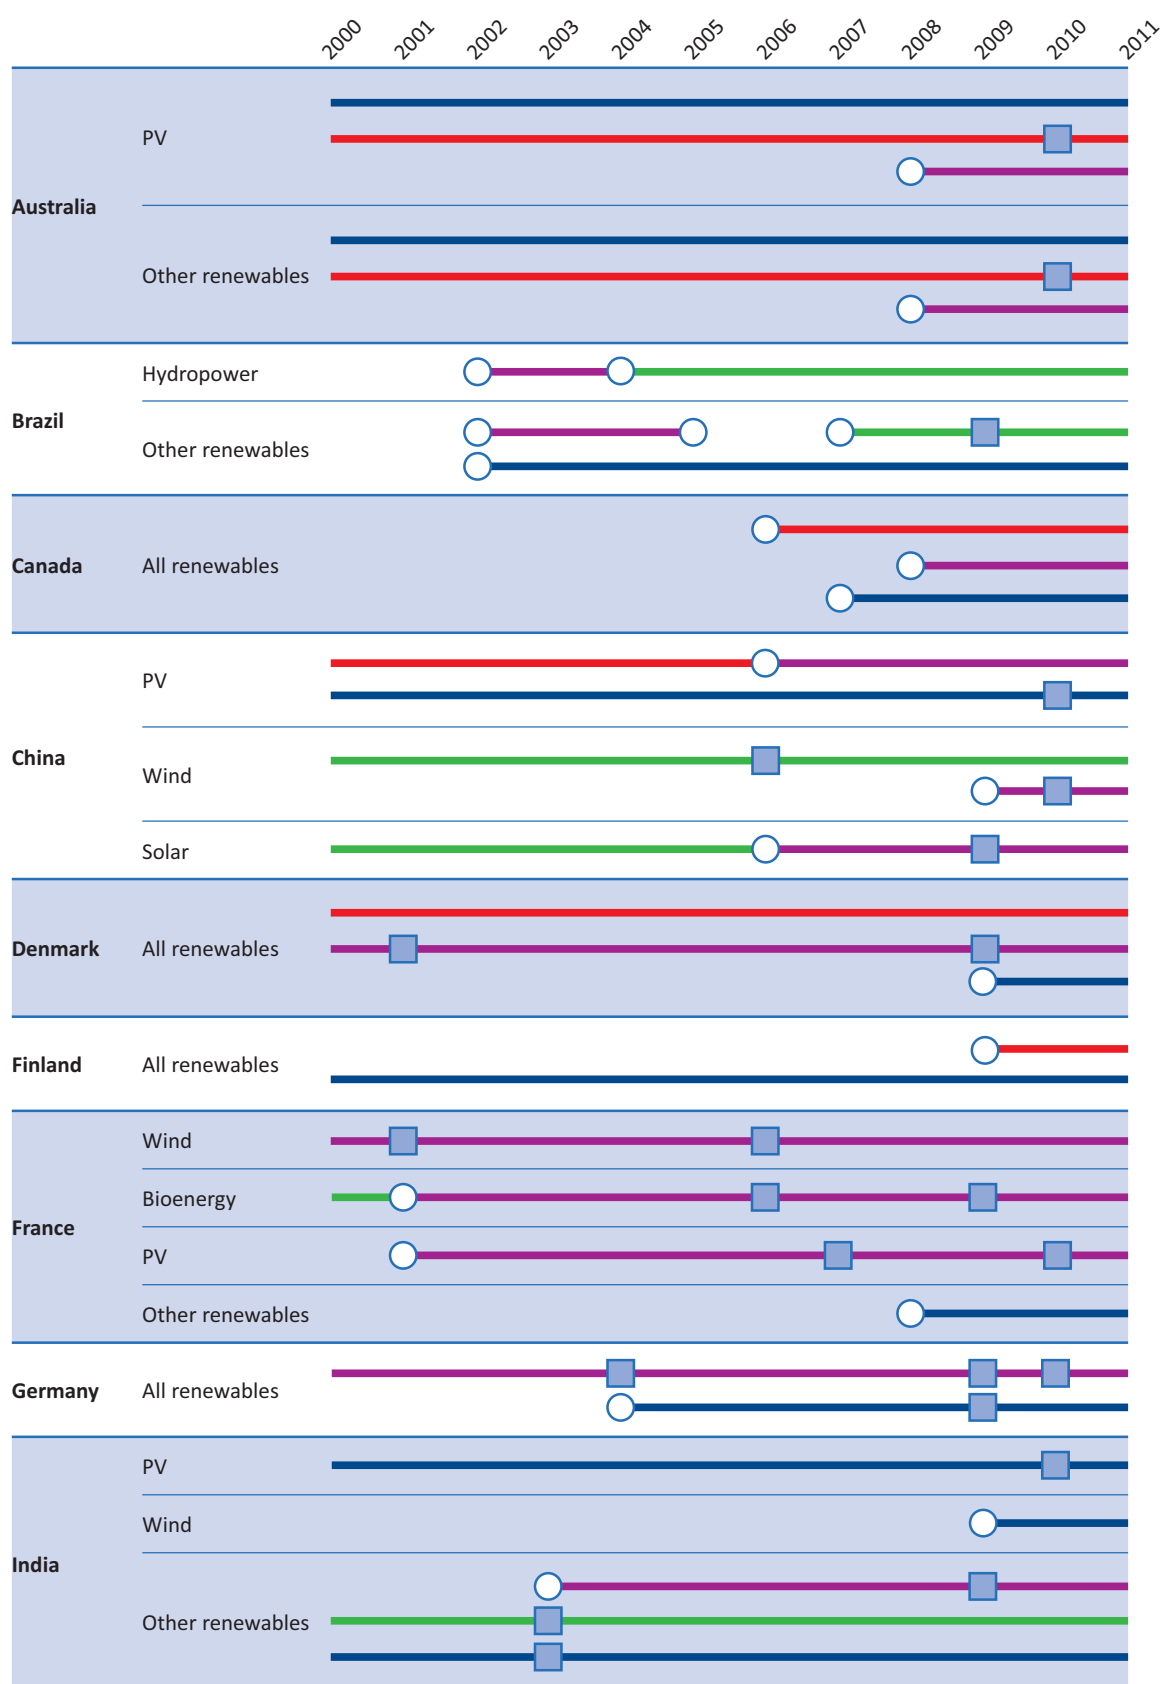 2000 2001 2002 2003 2004 2005 2006 2007 2008 2009 2010 2011
PV
Australia
Other renewables
Hydropower
Brazil
Other renewables
Canada All renewables
PV
China
Wind
Solar
Denmark All renewables
Finland All renewables
Wind
Bioenergy
France
PV
Other renewables
Germany All renewables
PV
Wind
India
Other renewables